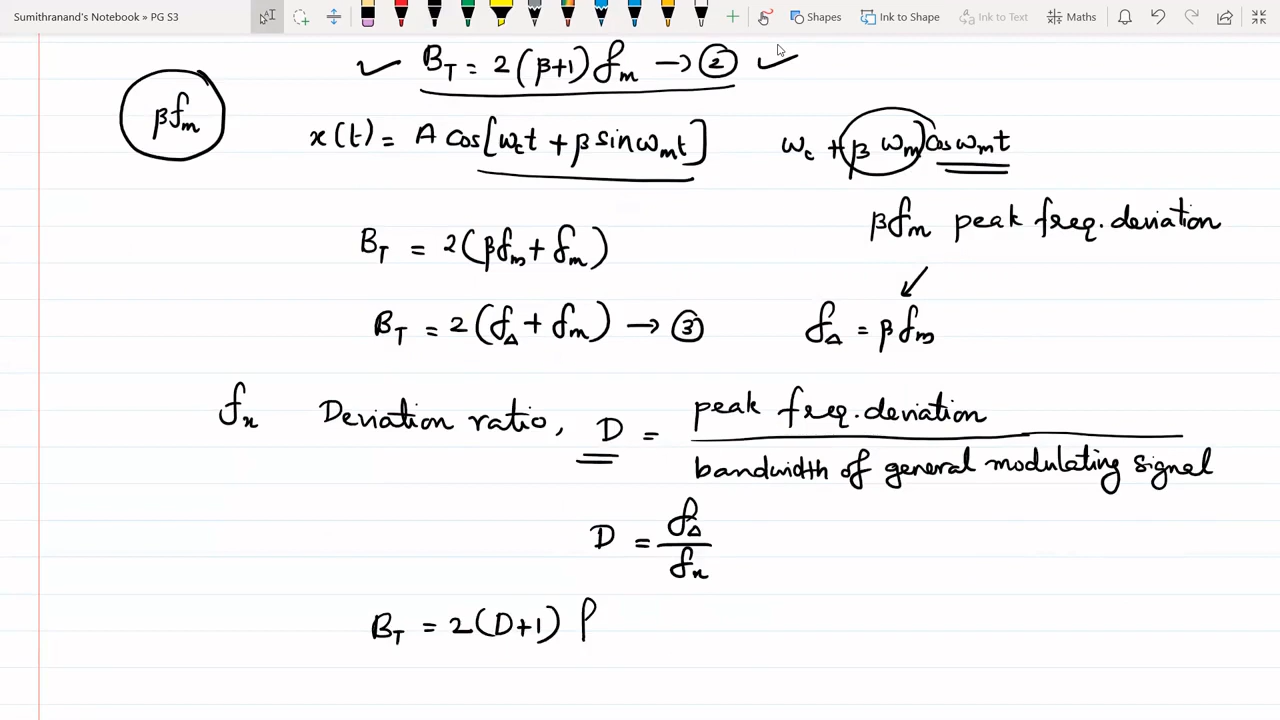 Sumithranand's Notebook » PG S3
Shapes Ink to Shape Ink to Text Maths
✓ B_T = 2(β+1) f_m → ② ✓
βf_m
x(t) = A cos[ω_c t + β sin ω_m t] ω_c + (β ω_m) cos ω_m t
βf_m peak freq. deviation
B_T = 2(βf_m + f_m)
B_T = 2(f_Δ + f_m) → ③ f_Δ = β f_m
f_x Deviation ratio, D = peak freq. deviation
bandwidth of general modulating signal
D = f_Δ / f_x
B_T = 2(D+1) f